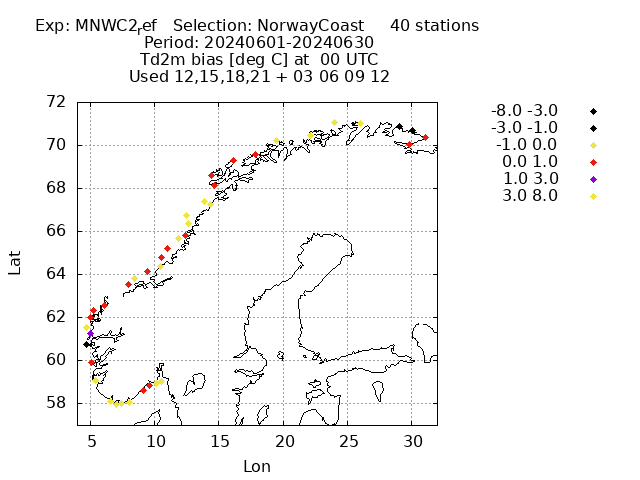 Exp: MNWC2ref Selection: NorwayCoast 40 stations
Period: 20240601-20240630
Td2m bias [deg C] at 00 UTC
Used 12,15,18,21 + 03 06 09 12
-8.0 -3.0
-3.0 -1.0
-1.0 0.0
0.0 1.0
1.0 3.0
3.0 8.0
Lat
72
70
68
66
64
62
60
58
5 10 15 20 25 30
Lon